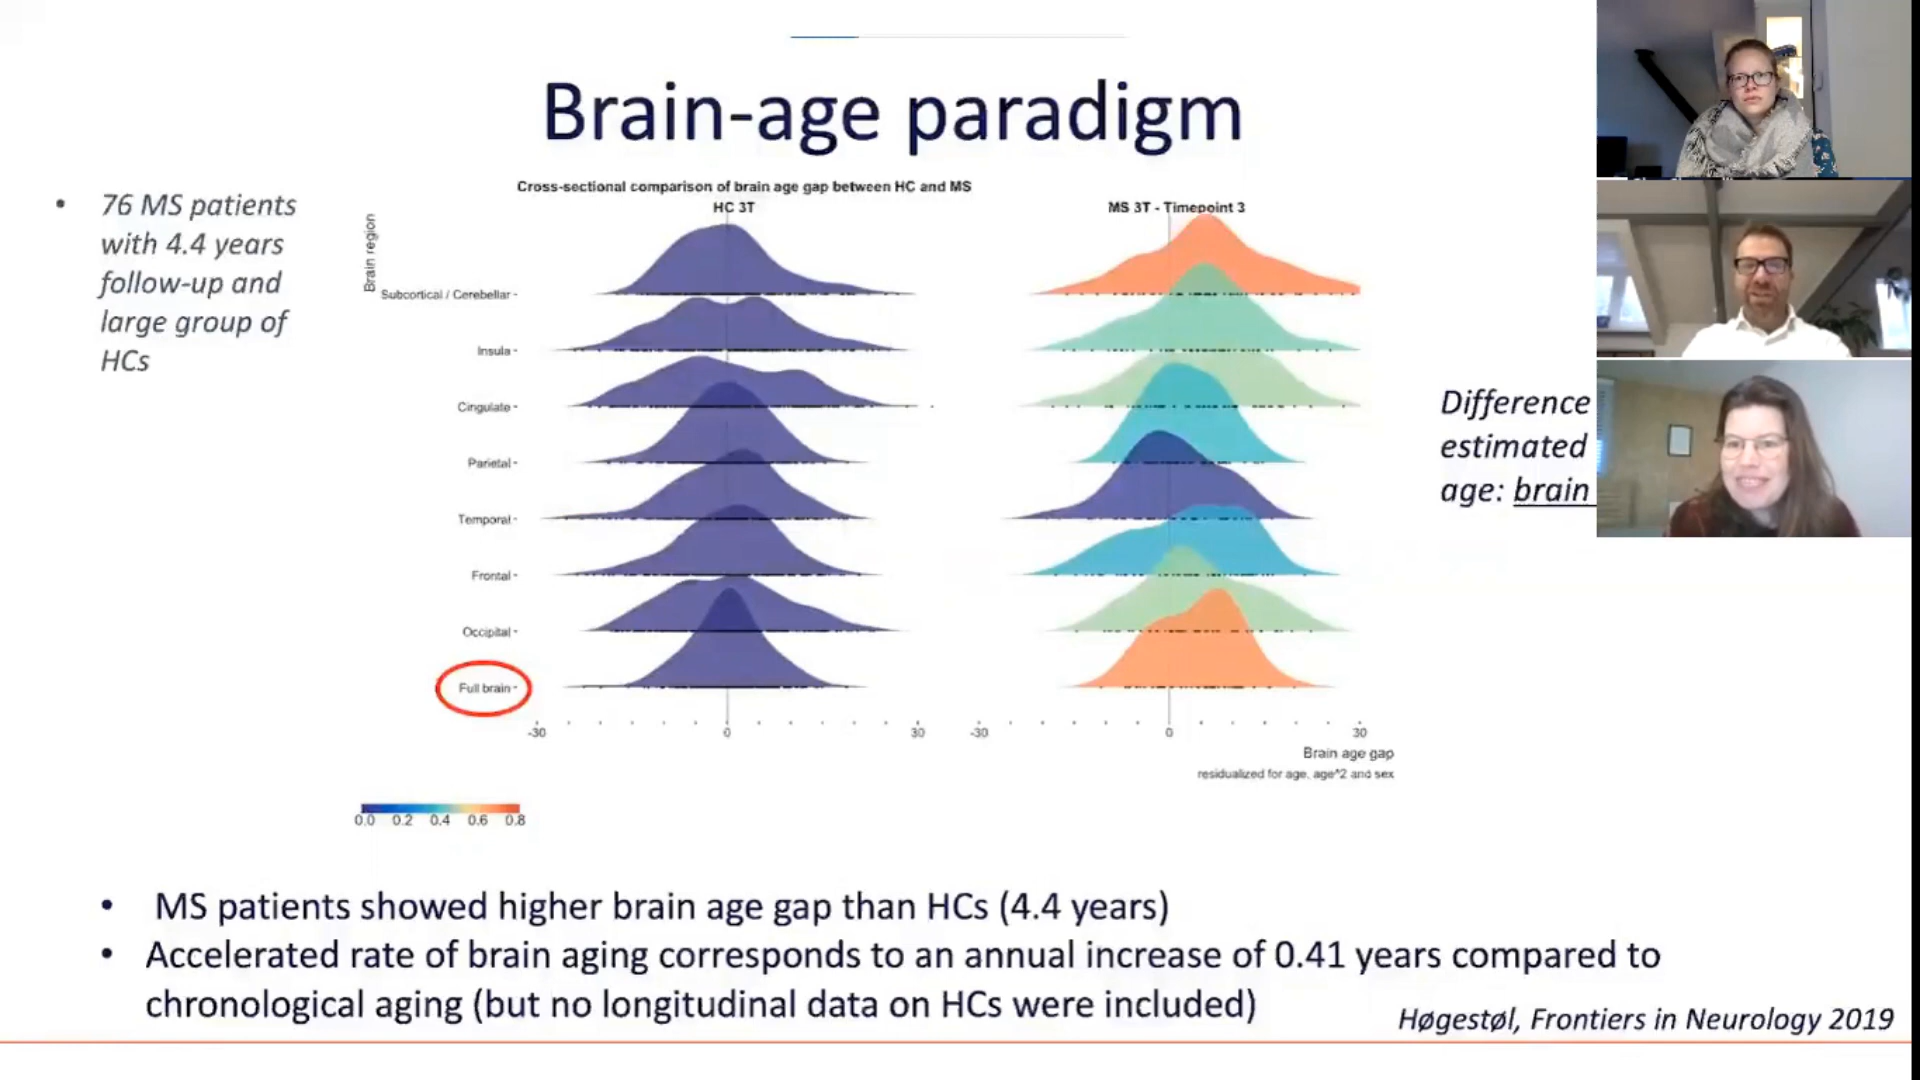 Brain-age paradigm
• 76 MS patients
with 4.4 years
follow-up and
large group of
HCs
Cross-sectional comparison of brain age gap between HC and MS
HC 3T
MS 3T - Timepoint 3
Brain region
Subcortical / Cerebellar
Insula
Cingulate
Parietal
Temporal
Frontal
Occipital
Full brain
-30 0 30
-30 0 30
Brain age gap
residualized for age, age^2 and sex
0.0 0.2 0.4 0.6 0.8
Difference
estimated
age: brain
• MS patients showed higher brain age gap than HCs (4.4 years)
• Accelerated rate of brain aging corresponds to an annual increase of 0.41 years compared to
chronological aging (but no longitudinal data on HCs were included)
Høgestøl, Frontiers in Neurology 2019